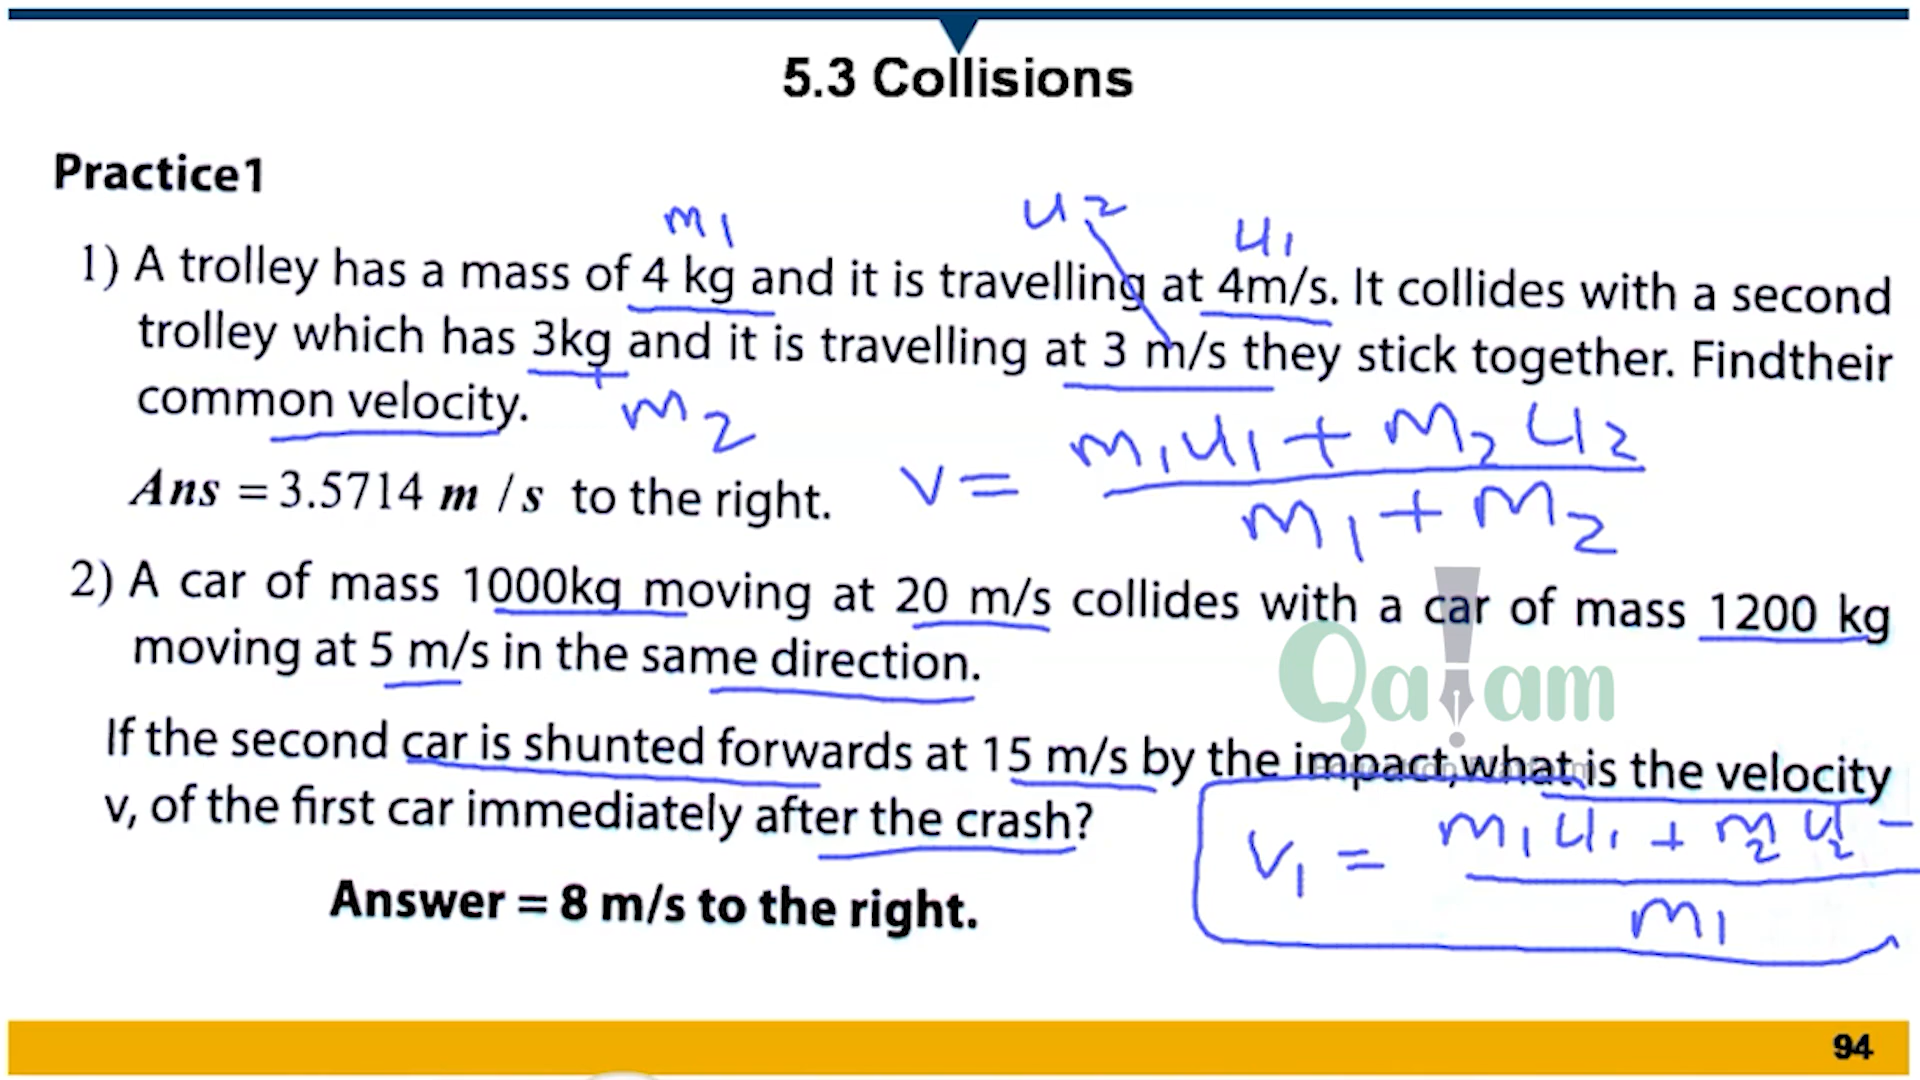 5.3 Collisions
Practice1
m1
u2
u1
1) A trolley has a mass of 4 kg and it is travelling at 4m/s. It collides with a second
trolley which has 3kg and it is travelling at 3 m/s they stick together. Findtheir
common velocity.
m2
Ans = 3.5714 m / s to the right.
v = m1u1 + m2u2
m1 + m2
2) A car of mass 1000kg moving at 20 m/s collides with a car of mass 1200 kg
moving at 5 m/s in the same direction.
Qalam
If the second car is shunted forwards at 15 m/s by the impact,what is the velocity
v, of the first car immediately after the crash?
v1 = m1u1 + m2u2 -
m1
Answer = 8 m/s to the right.
94